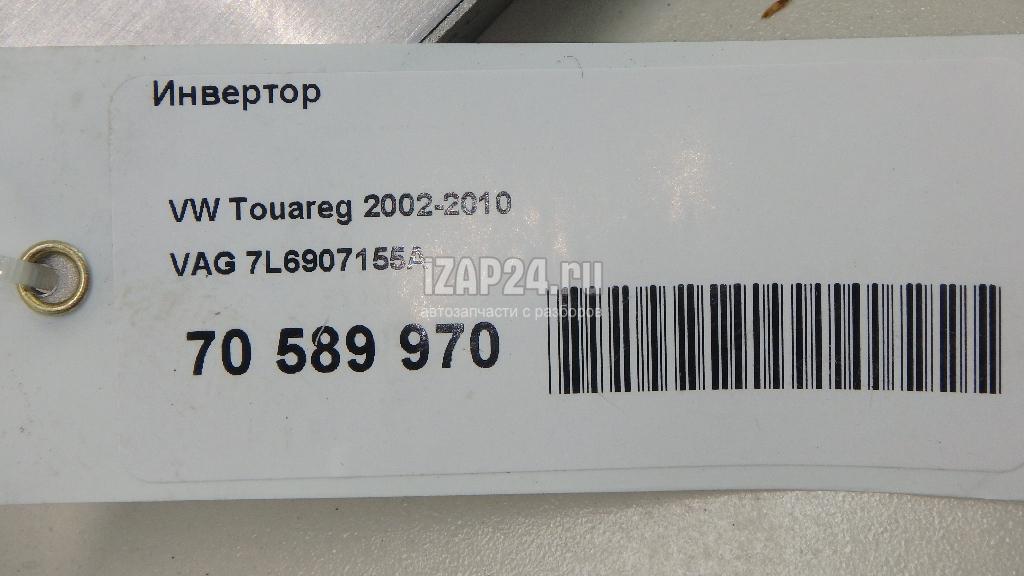 Инвертор
VW Touareg 2002-2010
VAG 7L6907155A
IZAP24.ru
автозапчасти с разборов
70 589 970